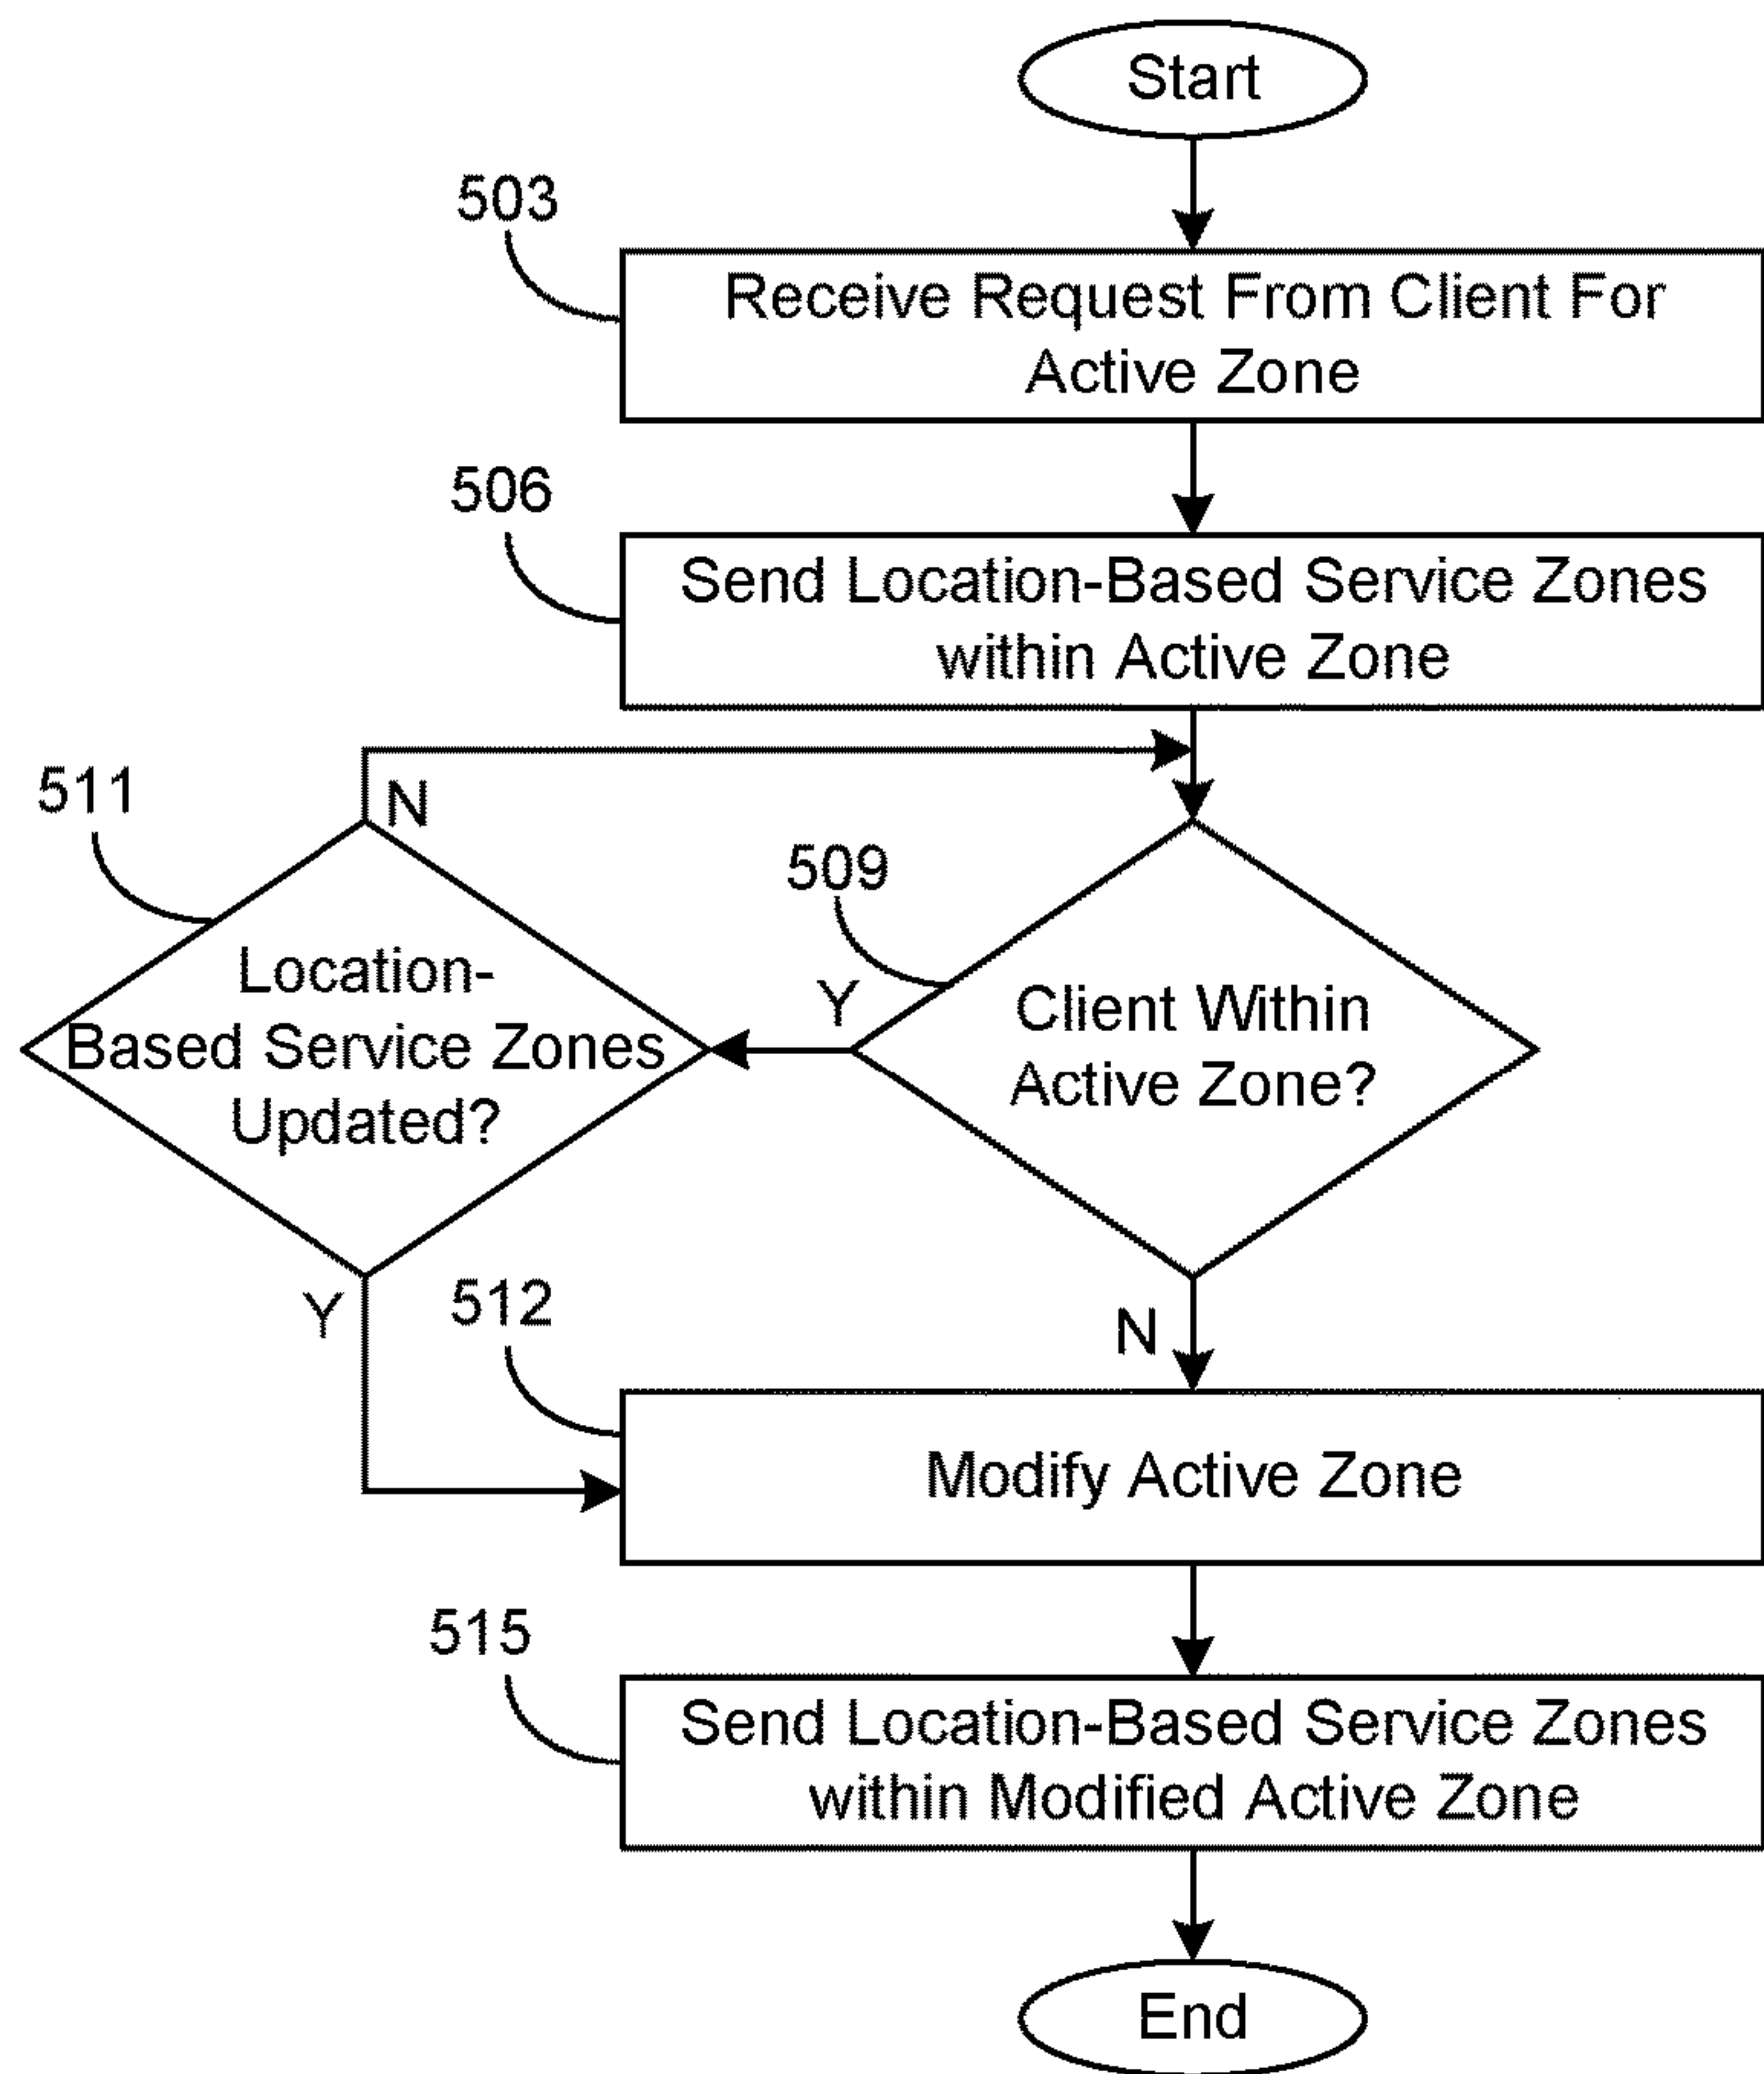 Start
503
Receive Request From Client For
Active Zone
506
Send Location-Based Service Zones
within Active Zone
511
N
509
Location-
Based Service Zones
Updated?
Y
Client Within
Active Zone?
Y
512
N
Modify Active Zone
515
Send Location-Based Service Zones
within Modified Active Zone
End